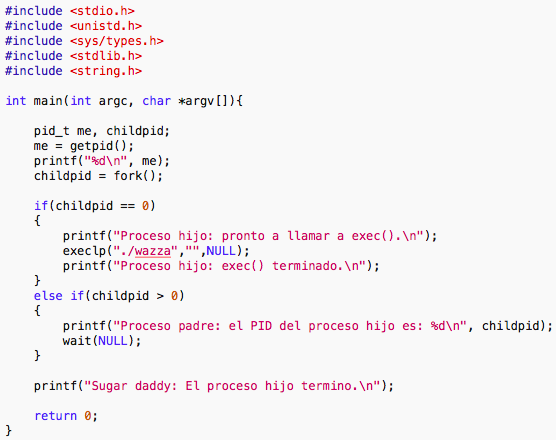 #include <stdio.h>
#include <unistd.h>
#include <sys/types.h>
#include <stdlib.h>
#include <string.h>

int main(int argc, char *argv[]){

    pid_t me, childpid;
    me = getpid();
    printf("%d\n", me);
    childpid = fork();

    if(childpid == 0)
    {
        printf("Proceso hijo: pronto a llamar a exec().\n");
        execlp("./wazza","",NULL);
        printf("Proceso hijo: exec() terminado.\n");
    }
    else if(childpid > 0)
    {
        printf("Proceso padre: el PID del proceso hijo es: %d\n", childpid);
        wait(NULL);
    }

    printf("Sugar daddy: El proceso hijo termino.\n");

    return 0;
}